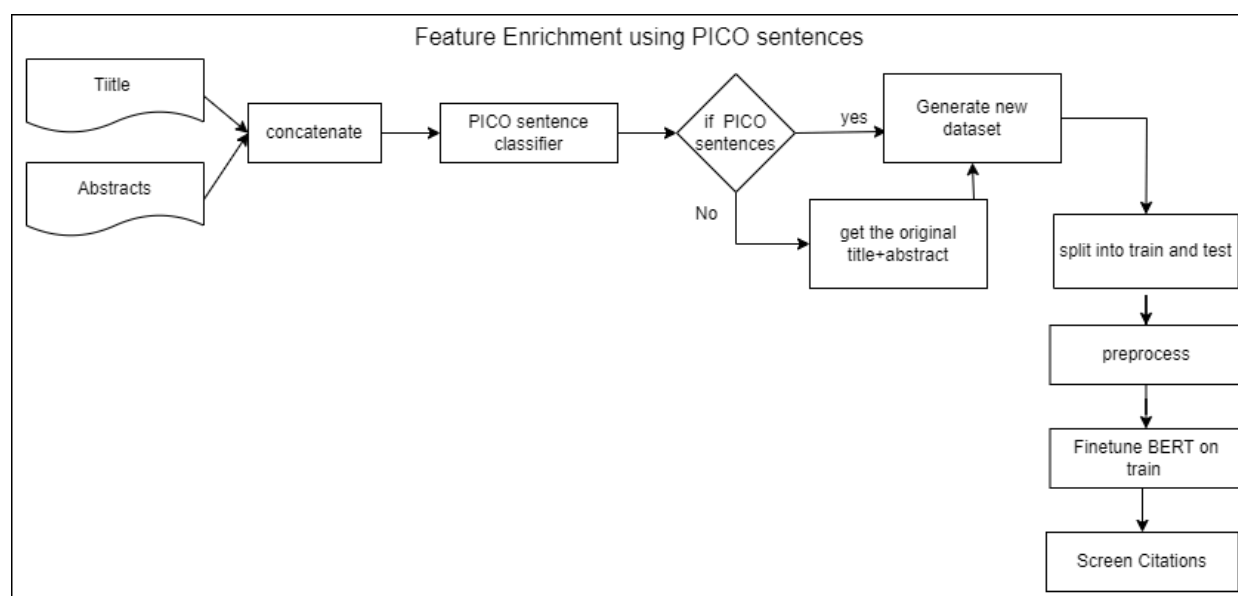 Feature Enrichment using PICO sentences
Tiitle
Abstracts
concatenate
PICO sentence
classifier
if PICO
sentences
yes
No
Generate new
dataset
get the original
title+abstract
split into train and test
preprocess
Finetune BERT on
train
Screen Citations